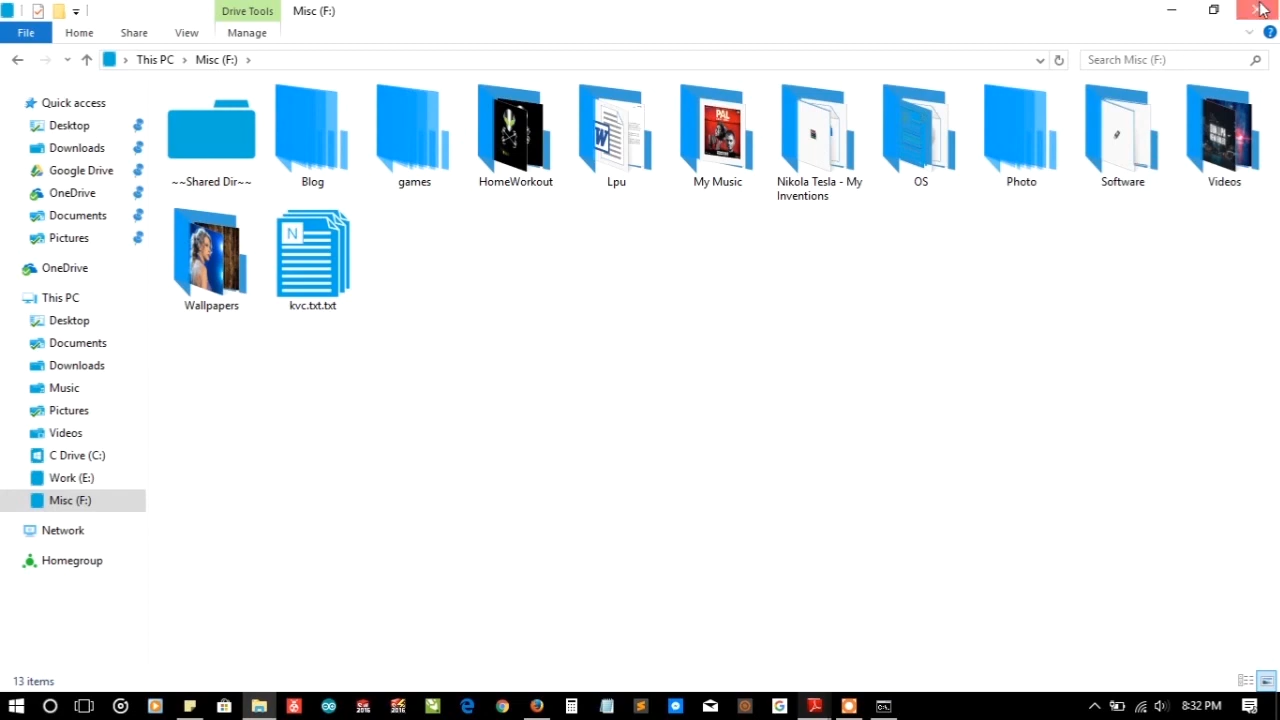 Drive Tools
Misc (F:)
File
Home
Share
View
Manage
This PC
Misc (F:)
Search Misc (F:)
Quick access
Desktop
Downloads
Google Drive
OneDrive
Documents
Pictures
OneDrive
This PC
Desktop
Documents
Downloads
Music
Pictures
Videos
C Drive (C:)
Work (E:)
Misc (F:)
Network
Homegroup
~~Shared Dir~~
Blog
games
HomeWorkout
Lpu
My Music
Nikola Tesla - My
Inventions
OS
Photo
Software
Videos
W
PAL
N
Wallpapers
kvc.txt.txt
13 items
2016
2016
8:32 PM